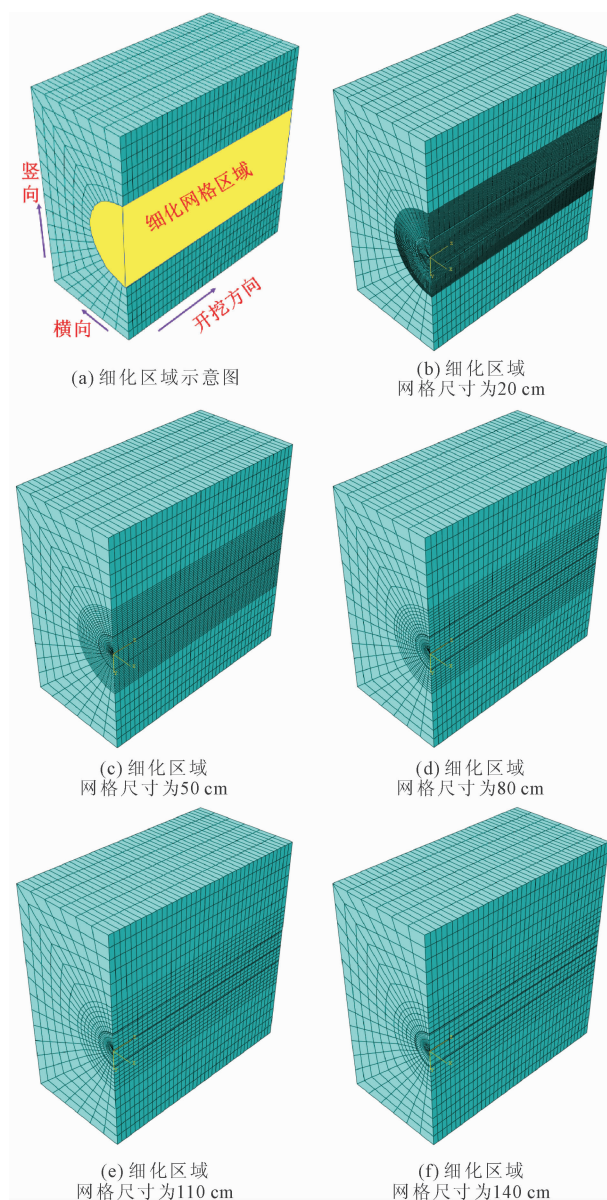 竖向
细化网格区域
横向
开挖方向
(a)细化区域示意图
(b)细化区域
网格尺寸为20 cm
(c)细化区域
网格尺寸为50 cm
(d)细化区域
网格尺寸为80 cm
(e)细化区域
网格尺寸为110 cm
(f)细化区域
网格尺寸为140 cm